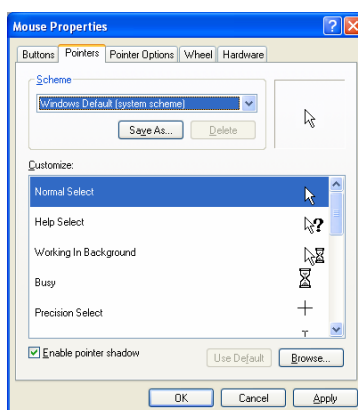 Mouse Properties
Buttons Pointers Pointer Options Wheel Hardware
Scheme
Windows Default (system scheme)
Save As... Delete
Customize:
Normal Select
Help Select
Working In Background
Busy
Precision Select
Enable pointer shadow Use Default Browse...
OK Cancel Apply